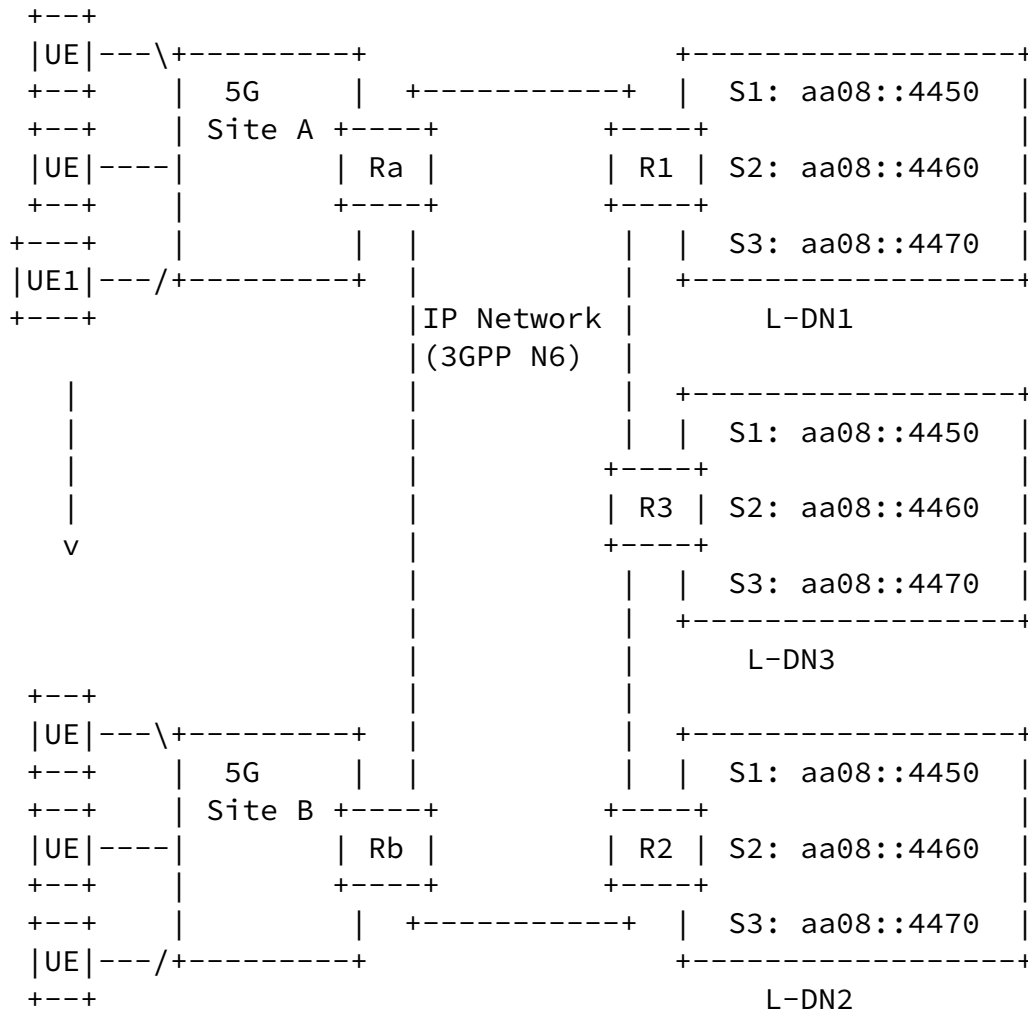 UE
5G
S1: aa08::4450
Site A
UE Ra R1 S2: aa08::4460
S3: aa08::4470
UE1
IP Network L-DN1
(3GPP N6)
S1: aa08::4450
R3 S2: aa08::4460
v
S3: aa08::4470
L-DN3
UE
5G S1: aa08::4450
Site B
UE Rb R2 S2: aa08::4460
S3: aa08::4470
UE
L-DN2